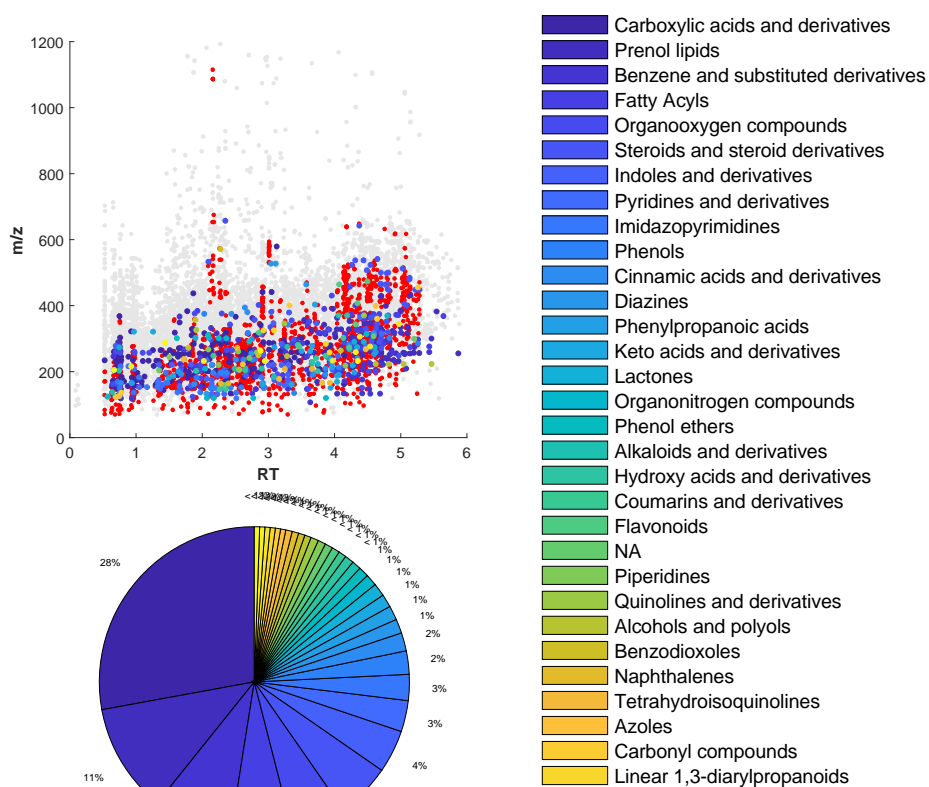 1200
1000
800
600
400
200
0
m/z
0 1 2 3 4 5 6
RT
28%
11%
< 1%
1%
1%
1%
1%
1%
1%
2%
2%
3%
3%
4%
Carboxylic acids and derivatives
Prenol lipids
Benzene and substituted derivatives
Fatty Acyls
Organooxygen compounds
Steroids and steroid derivatives
Indoles and derivatives
Pyridines and derivatives
Imidazopyrimidines
Phenols
Cinnamic acids and derivatives
Diazines
Phenylpropanoic acids
Keto acids and derivatives
Lactones
Organonitrogen compounds
Phenol ethers
Alkaloids and derivatives
Hydroxy acids and derivatives
Coumarins and derivatives
Flavonoids
NA
Piperidines
Quinolines and derivatives
Alcohols and polyols
Benzodioxoles
Naphthalenes
Tetrahydroisoquinolines
Azoles
Carbonyl compounds
Linear 1,3-diarylpropanoids